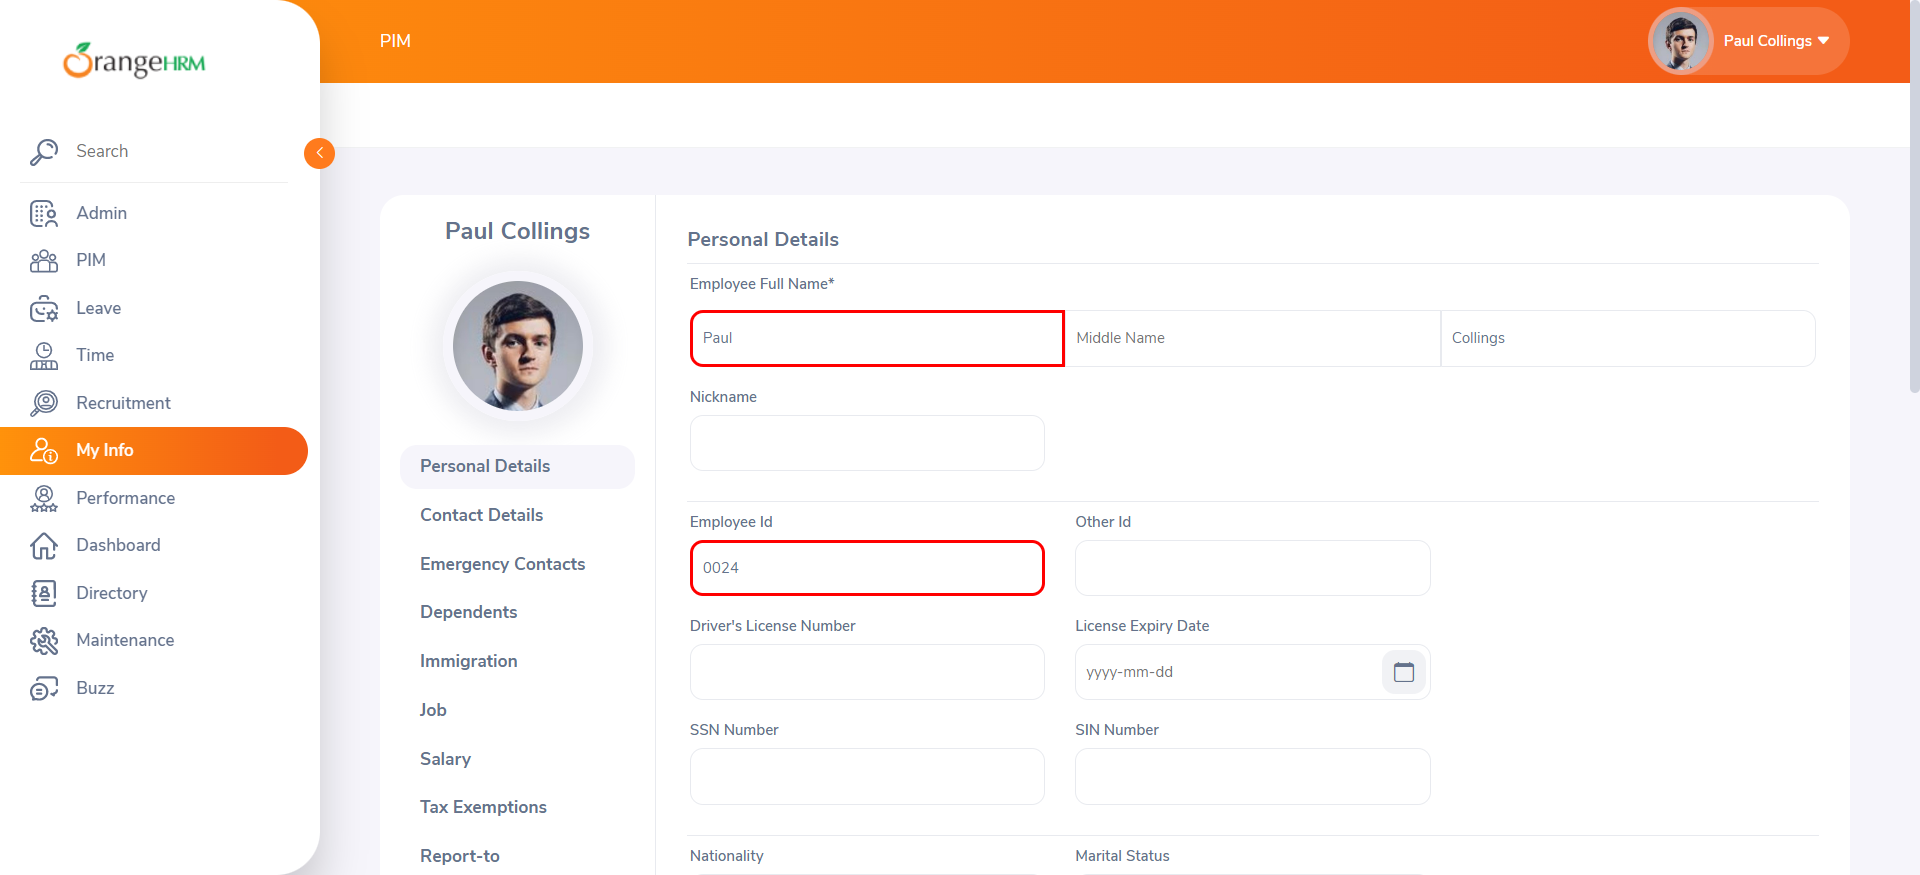 OrangeHRM
PIM
Paul Collings
Search
Admin
PIM
Leave
Time
Recruitment
My Info
Performance
Dashboard
Directory
Maintenance
Buzz
Paul Collings
Personal Details
Contact Details
Emergency Contacts
Dependents
Immigration
Job
Salary
Tax Exemptions
Report-to
Personal Details
Employee Full Name*
Paul Middle Name Collings
Nickname
Employee Id Other Id
0024
Driver's License Number License Expiry Date
yyyy-mm-dd
SSN Number SIN Number
Nationality Marital Status